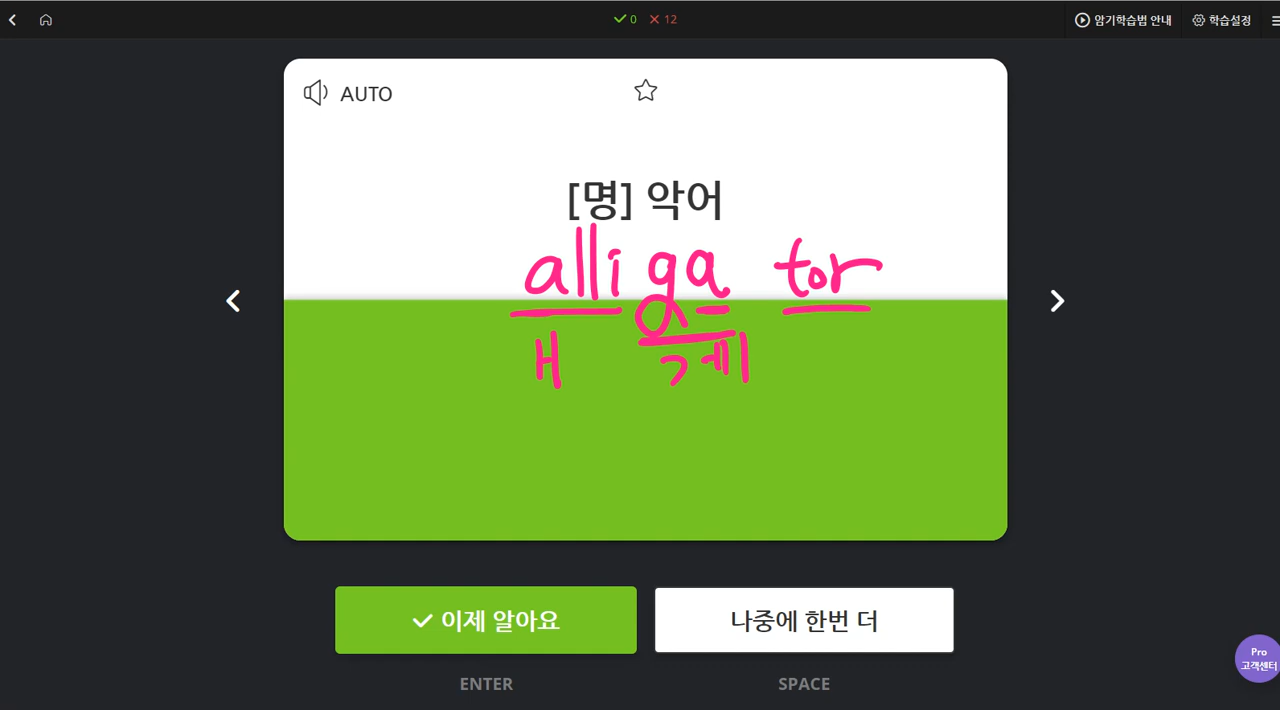 0 12 암기학습법 안내 학습설정
AUTO
[명] 악어
alli ga tor
ㅐ 게이
이제 알아요 나중에 한번 더
ENTER SPACE
Pro
고객센터